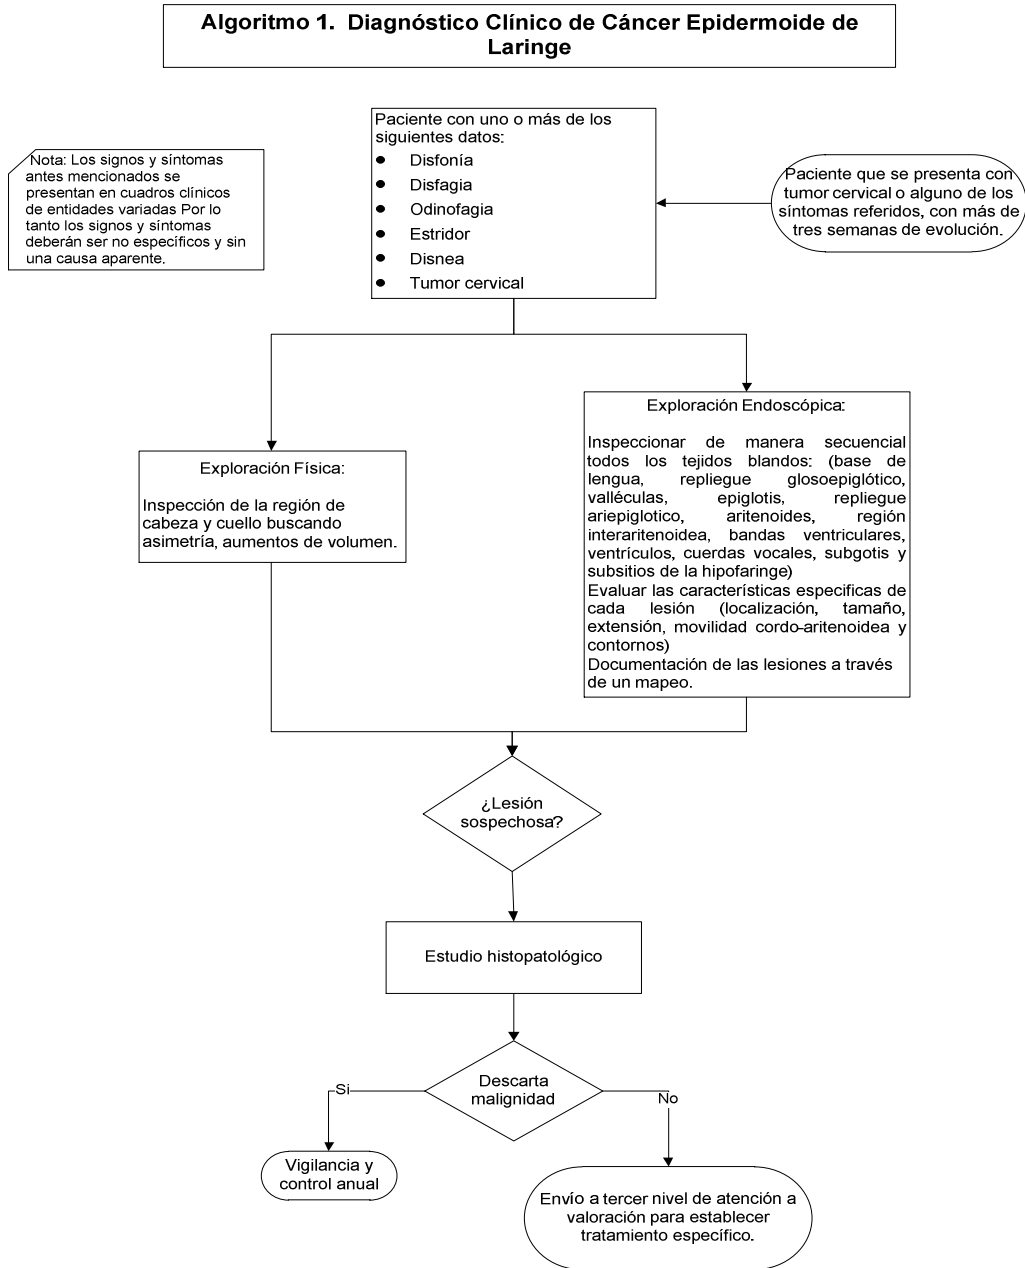 Algoritmo 1. Diagnóstico Clínico de Cáncer Epidermoide de
Laringe
Paciente con uno o más de los
siguientes datos:
● Disfonía
● Disfagia
● Odinofagia
● Estridor
● Disnea
● Tumor cervical
Nota: Los signos y síntomas
antes mencionados se
presentan en cuadros clínicos
de entidades variadas Por lo
tanto los signos y síntomas
deberán ser no específicos y sin
una causa aparente.
Paciente que se presenta con
tumor cervical o alguno de los
síntomas referidos, con más de
tres semanas de evolución.
Exploración Física:
Inspección de la región de
cabeza y cuello buscando
asimetría, aumentos de volumen.
Exploración Endoscópica:
Inspeccionar de manera secuencial
todos los tejidos blandos: (base de
lengua, repliegue glosoepiglótico,
valléculas, epiglotis, repliegue
ariepiglotico, aritenoides, región
interaritenoidea, bandas ventriculares,
ventrículos, cuerdas vocales, subgotis y
subsitios de la hipofaringe)
Evaluar las características especificas de
cada lesión (localización, tamaño,
extensión, movilidad cordo-aritenoidea y
contornos)
Documentación de las lesiones a través
de un mapeo.
¿Lesión
sospechosa?
Estudio histopatológico
Descarta
malignidad
Si
No
Vigilancia y
control anual
Envío a tercer nivel de atención a
valoración para establecer
tratamiento específico.